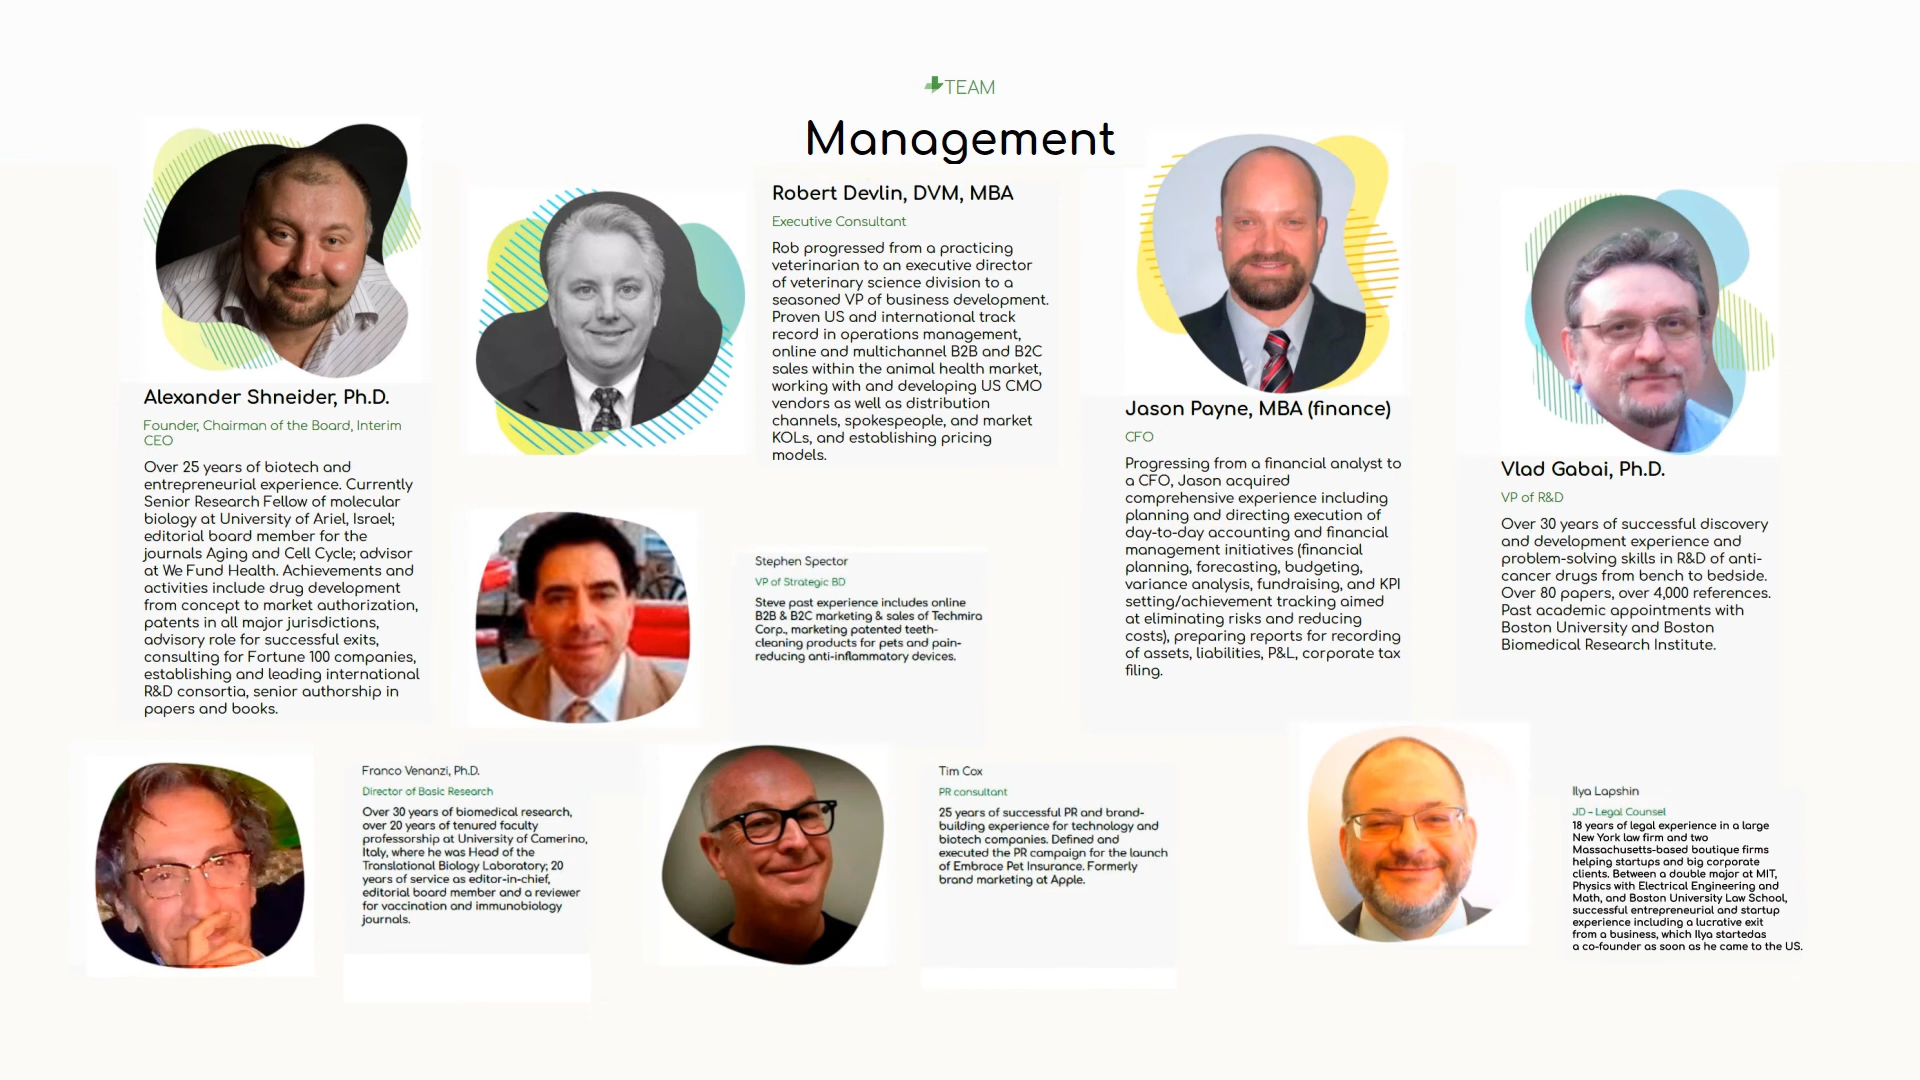 TEAM
Management
Alexander Shneider, Ph.D.
Founder, Chairman of the Board, Interim
CEO
Over 25 years of biotech and
entrepreneurial experience. Currently
Senior Research Fellow of molecular
biology at University of Ariel, Israel;
editorial board member for the
journals Aging and Cell Cycle; advisor
at We Fund Health. Achievements and
activities include drug development
from concept to market authorization,
patents in all major jurisdictions,
advisory role for successful exits,
consulting for Fortune 100 companies,
establishing and leading international
R&D consortia, senior authorship in
papers and books.
Robert Devlin, DVM, MBA
Executive Consultant
Rob progressed from a practicing
veterinarian to an executive director
of veterinary science division to a
seasoned VP of business development.
Proven US and international track
record in operations management,
online and multichannel B2B and B2C
sales within the animal health market,
working with and developing US CMO
vendors as well as distribution
channels, spokespeople, and market
KOLs, and establishing pricing
models.
Jason Payne, MBA (finance)
CFO
Progressing from a financial analyst to
a CFO, Jason acquired
comprehensive experience including
planning and directing execution of
day-to-day accounting and financial
management initiatives (financial
planning, forecasting, budgeting,
variance analysis, fundraising, and KPI
setting/achievement tracking aimed
at eliminating risks and reducing
costs), preparing reports for recording
of assets, liabilities, P&L, corporate tax
filing.
Vlad Gabai, Ph.D.
VP of R&D
Over 30 years of successful discovery
and development experience and
problem-solving skills in R&D of anti-
cancer drugs from bench to bedside.
Over 80 papers, over 4,000 references.
Past academic appointments with
Boston University and Boston
Biomedical Research Institute.
Stephen Spector
VP of Strategic BD
Steve past experience includes online
B2B & B2C marketing & sales of Techmira
Corp., marketing patented teeth-
cleaning products for pets and pain-
reducing anti-inflammatory devices.
Franco Venanzi, Ph.D.
Director of Basic Research
Over 30 years of biomedical research,
over 20 years of tenured faculty
professorship at University of Camerino,
Italy, where he was Head of the
Translational Biology Laboratory; 20
years of service as editor-in-chief,
editorial board member and a reviewer
for vaccination and immunobiology
journals.
Tim Cox
PR consultant
25 years of successful PR and brand-
building experience for technology and
biotech companies. Defined and
executed the PR campaign for the launch
of Embrace Pet Insurance. Formerly
brand marketing at Apple.
Ilya Lapshin
JD – Legal Counsel
18 years of legal experience in a large
New York law firm and two
Massachusetts-based boutique firms
helping startups and big corporate
clients. Between a double major at MIT,
Physics with Electrical Engineering and
Math, and Boston University Law School,
successful entrepreneurial and startup
experience including a lucrative exit
from a business, which Ilya startedas
a co-founder as soon as he came to the US.